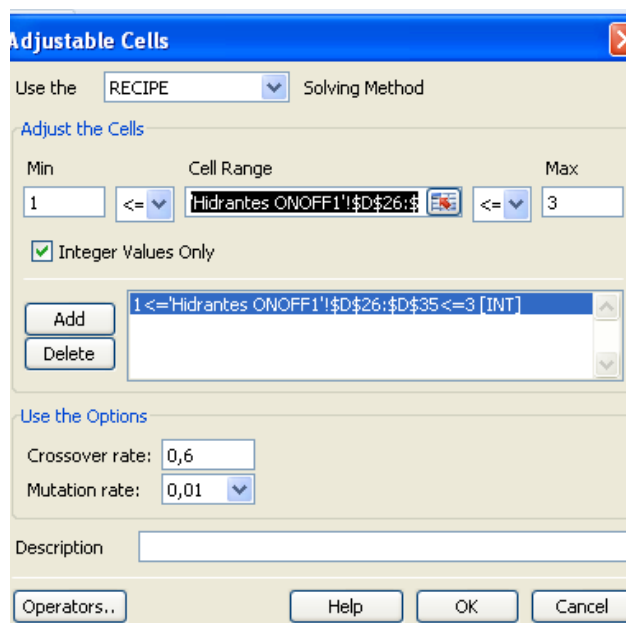 Adjustable Cells
Use the RECIPE Solving Method
Adjust the Cells
Min Cell Range Max
1 <= 'Hidrantes ONOFF1'!$D$26:$ <= 3
Integer Values Only
Add
1<='Hidrantes ONOFF1'!$D$26:$D$35<=3 [INT]
Delete
Use the Options
Crossover rate: 0,6
Mutation rate: 0,01
Description
Operators.. Help OK Cancel